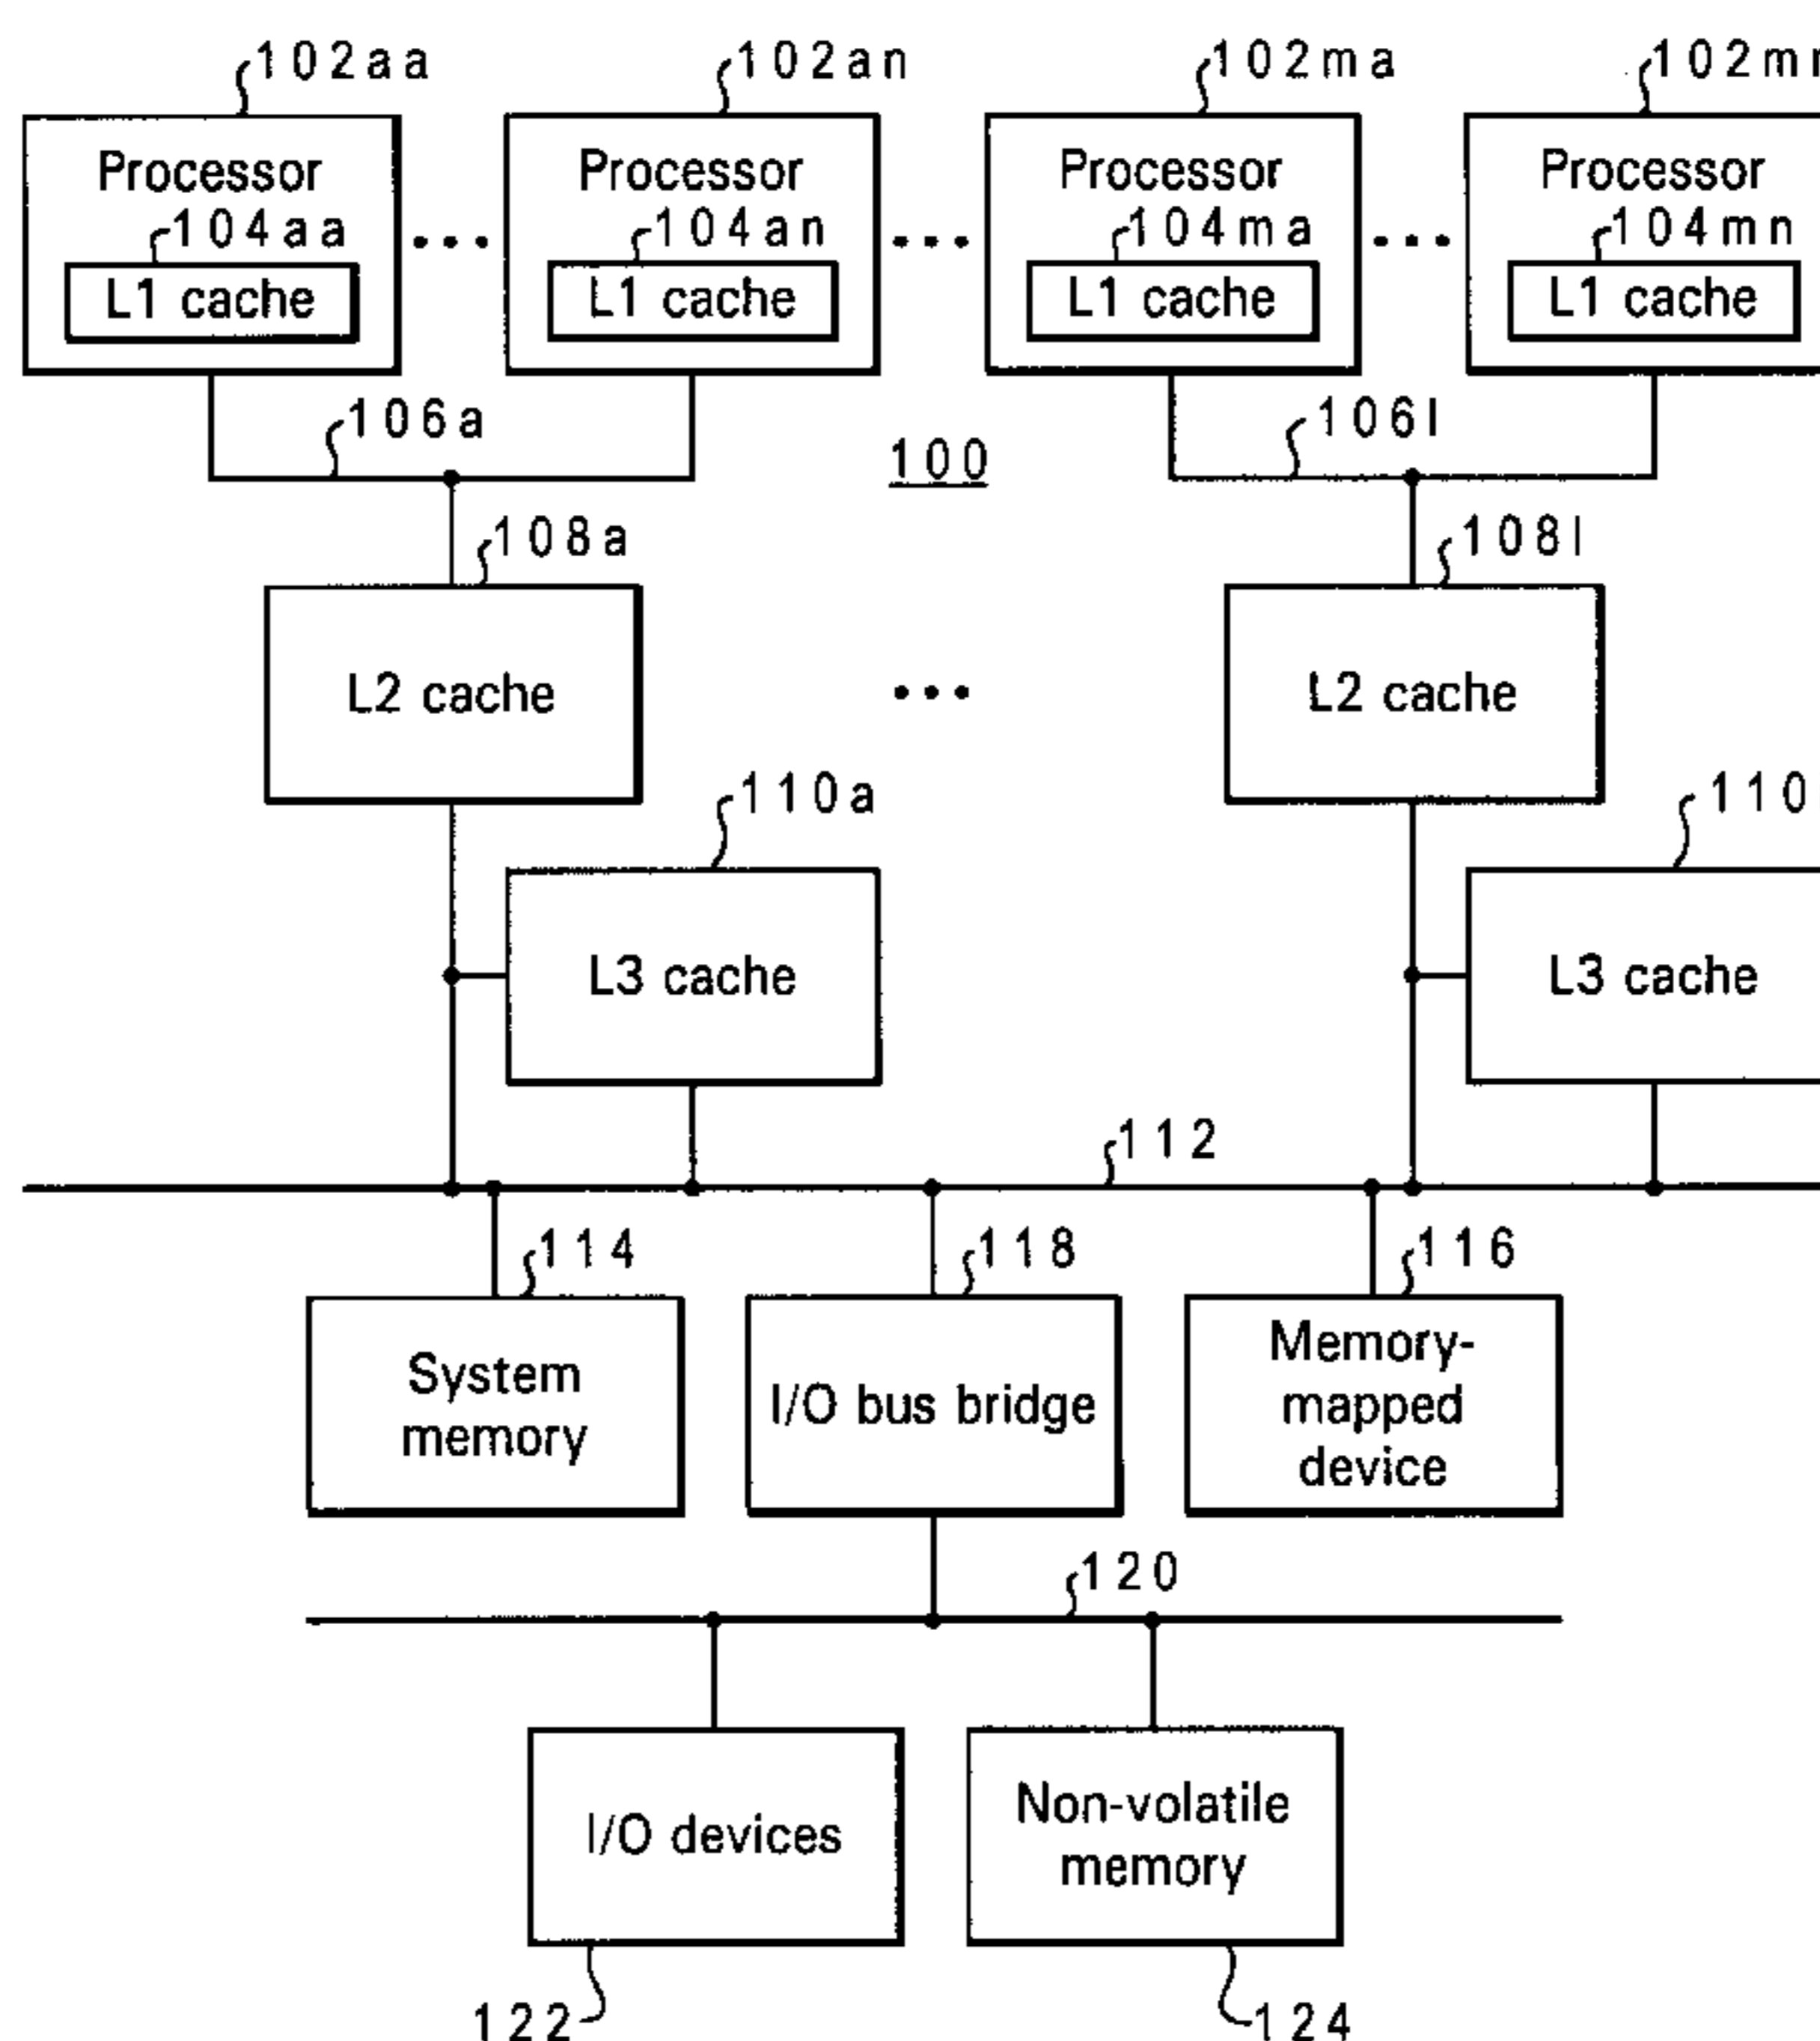 102aa 102an 102ma 102mn
Processor Processor Processor Processor
104aa 104an 104ma 104mn
L1 cache L1 cache L1 cache L1 cache
106a 106l
100
108a 108l
L2 cache L2 cache
110a 110
L3 cache L3 cache
112
114 118 116
System
memory
I/O bus bridge
Memory-
mapped
device
120
I/O devices
Non-volatile
memory
122 124